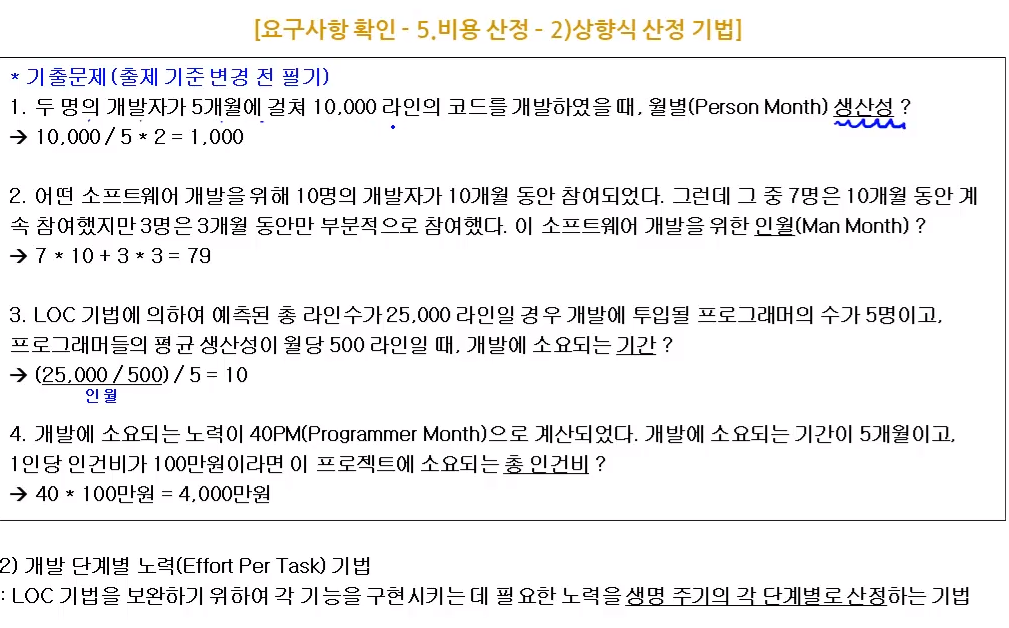 [요구사항 확인 - 5.비용 산정 - 2)상향식 산정 기법]
* 기출문제(출제 기준 변경 전 필기)
1. 두 명의 개발자가 5개월에 걸쳐 10,000 라인의 코드를 개발하였을 때, 월별(Person Month) 생산성 ?
→ 10,000 / 5 * 2 = 1,000
2. 어떤 소프트웨어 개발을 위해 10명의 개발자가 10개월 동안 참여되었다. 그런데 그 중 7명은 10개월 동안 계
속 참여했지만 3명은 3개월 동안만 부분적으로 참여했다. 이 소프트웨어 개발을 위한 인월(Man Month) ?
→ 7 * 10 + 3 * 3 = 79
3. LOC 기법에 의하여 예측된 총 라인수가 25,000 라인일 경우 개발에 투입될 프로그래머의 수가 5명이고,
프로그래머들의 평균 생산성이 월당 500 라인일 때, 개발에 소요되는 기간 ?
→ (25,000 / 500) / 5 = 10
인월
4. 개발에 소요되는 노력이 40PM(Programmer Month)으로 계산되었다. 개발에 소요되는 기간이 5개월이고,
1인당 인건비가 100만원이라면 이 프로젝트에 소요되는 총 인건비 ?
→ 40 * 100만원 = 4,000만원
2) 개발 단계별 노력(Effort Per Task) 기법
: LOC 기법을 보완하기 위하여 각 기능을 구현시키는 데 필요한 노력을 생명 주기의 각 단계별로 산정하는 기법